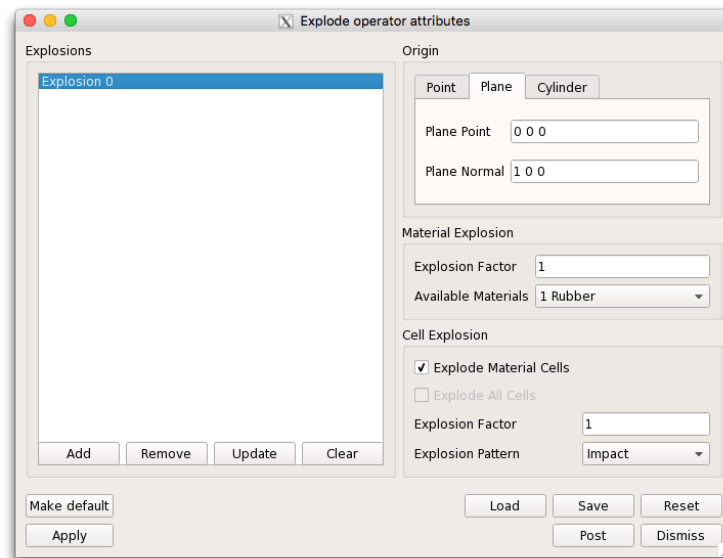 Explode operator attributes
Explosions
Explosion 0
Add Remove Update Clear
Origin
Point Plane Cylinder
Plane Point 0 0 0
Plane Normal 1 0 0
Material Explosion
Explosion Factor 1
Available Materials 1 Rubber
Cell Explosion
Explode Material Cells
Explode All Cells
Explosion Factor 1
Explosion Pattern Impact
Make default Load Save Reset
Apply Post Dismiss